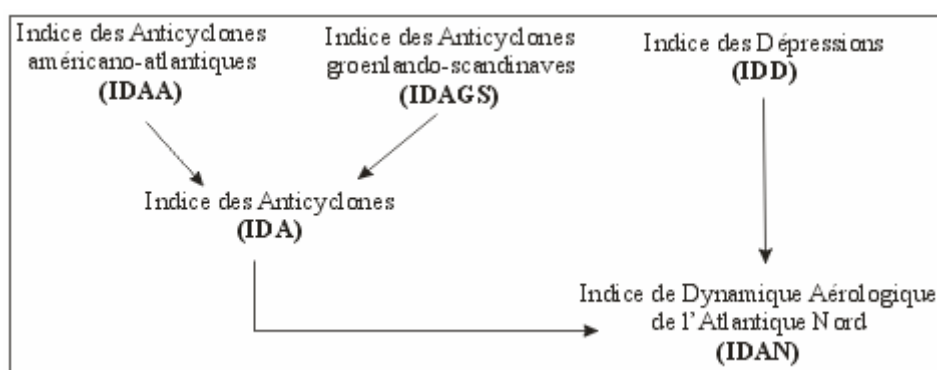 Indice des Anticyclones
américano-atlantiques
(IDAA)
Indice des Anticyclones
groenlando-scandinaves
(IDAGS)
Indice des Dépressions
(IDD)
Indice des Anticyclones
(IDA)
Indice de Dynamique Aérologique
de l'Atlantique Nord
(IDAN)